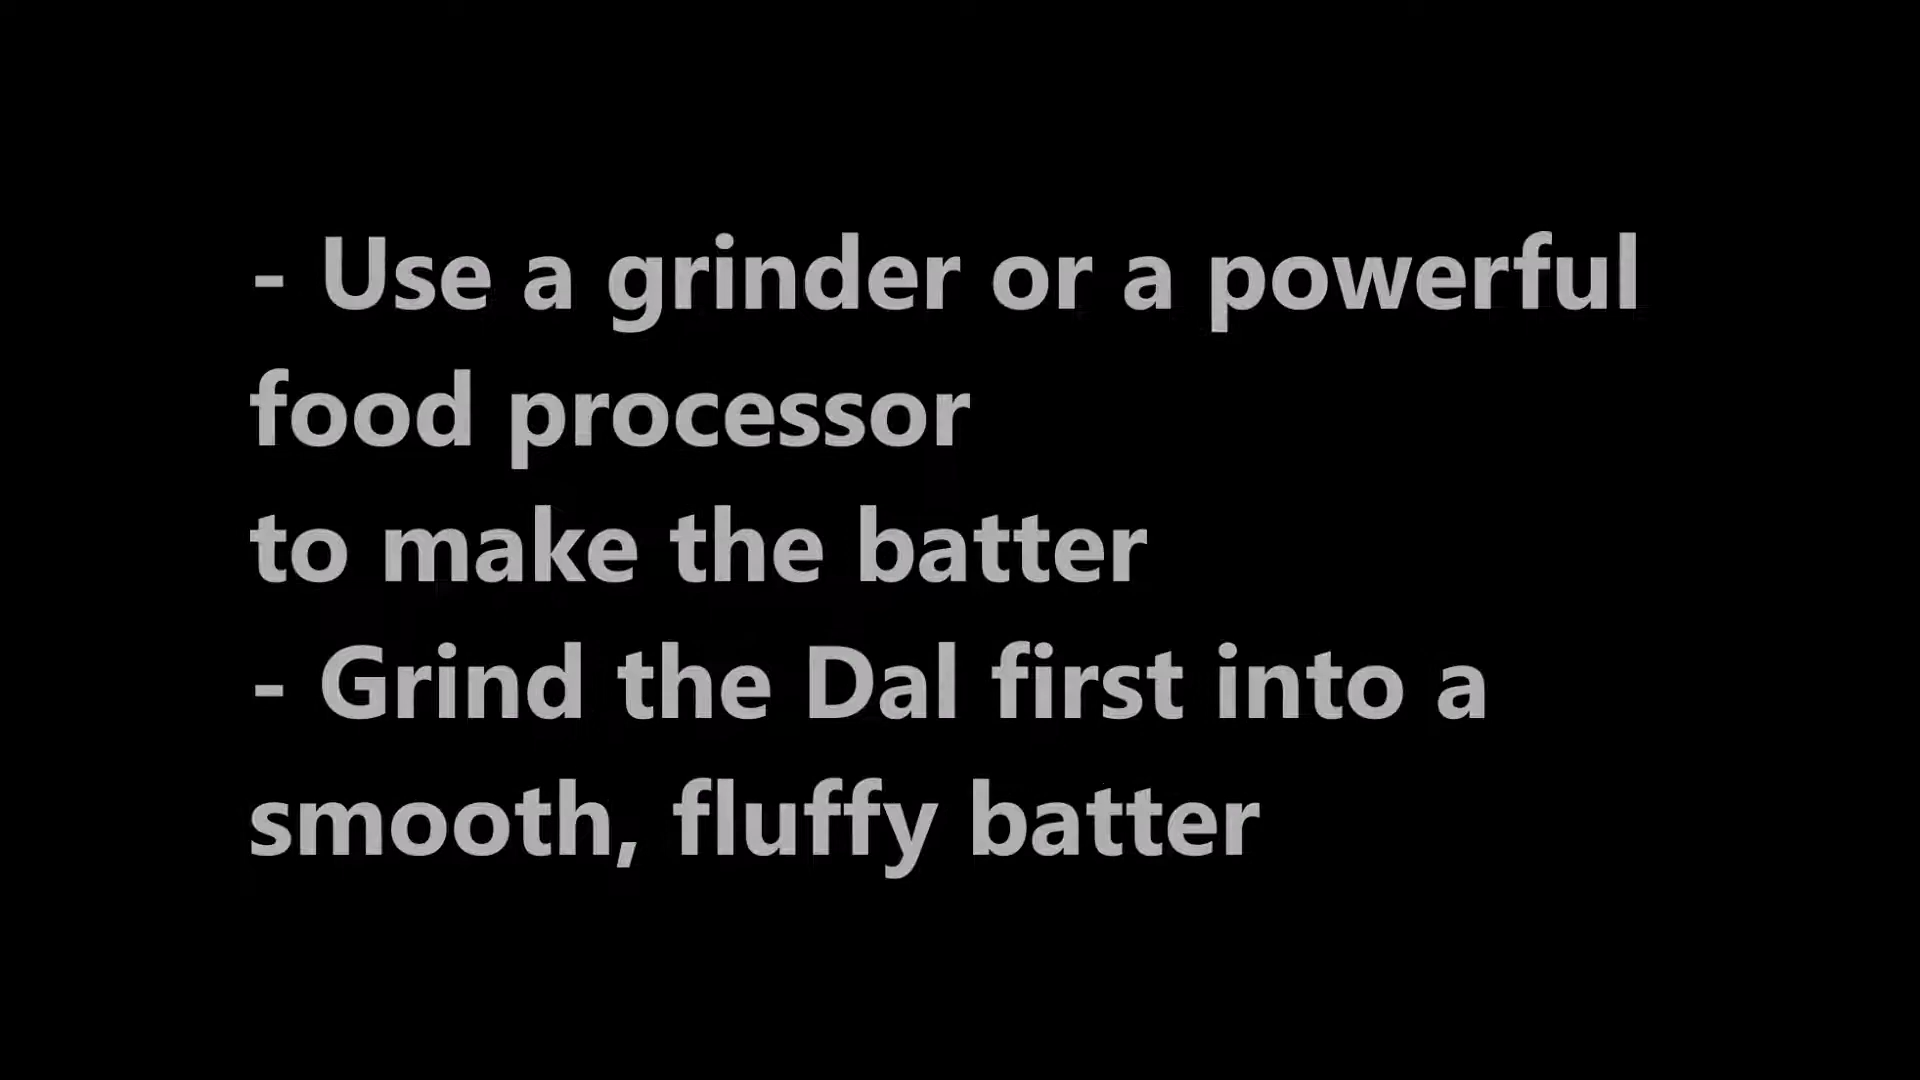 - Use a grinder or a powerful
food processor
to make the batter
- Grind the Dal first into a
smooth, fluffy batter